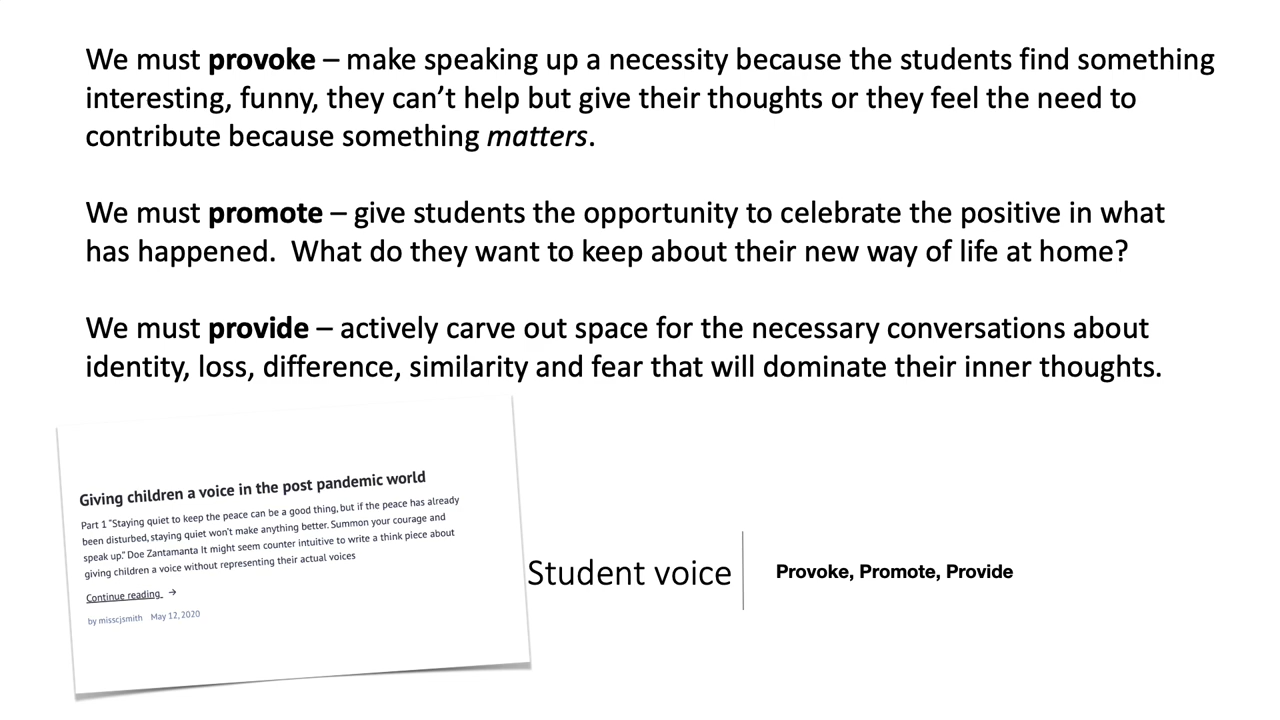 We must provoke – make speaking up a necessity because the students find something
interesting, funny, they can’t help but give their thoughts or they feel the need to
contribute because something matters.
We must promote – give students the opportunity to celebrate the positive in what
has happened.  What do they want to keep about their new way of life at home?
We must provide – actively carve out space for the necessary conversations about
identity, loss, difference, similarity and fear that will dominate their inner thoughts.
Giving children a voice in the post pandemic world
Part 1 “Staying quiet to keep the peace can be a good thing, but if the peace has already
been disturbed, staying quiet won’t make anything better. Summon your courage and
speak up.” Doe Zantamanta It might seem counter intuitive to write a think piece about
giving children a voice without representing their actual voices
Continue reading →
by misscjsmith May 12, 2020
Student voice
Provoke, Promote, Provide